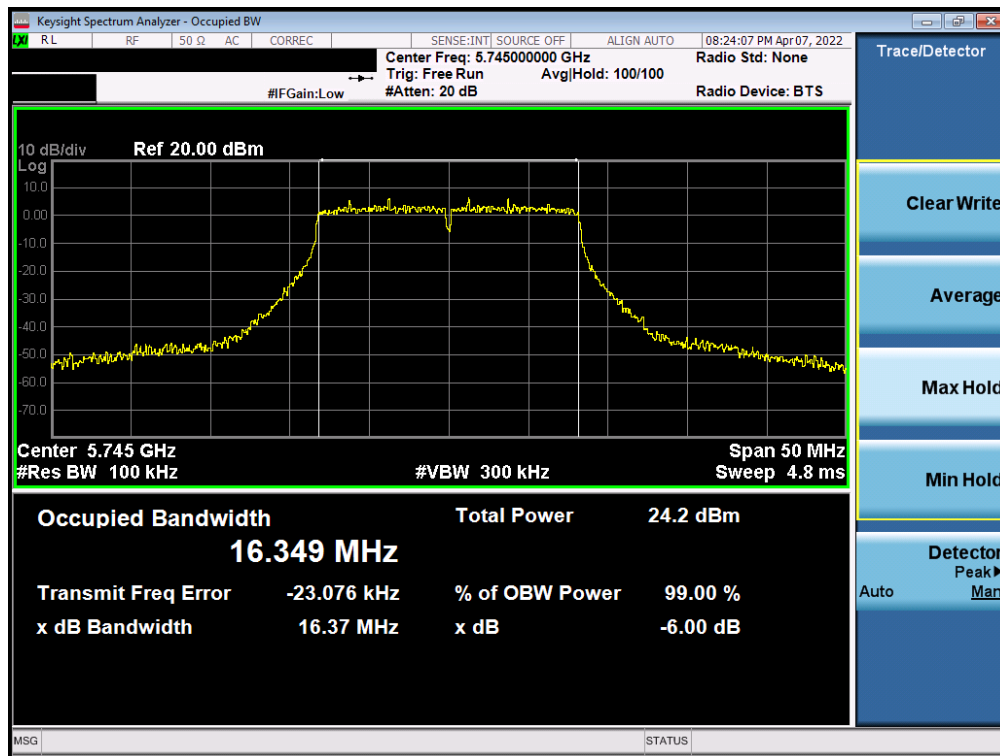 Keysight Spectrum Analyzer - Occupied BW
LXI RL RF 50 Ω AC CORREC SENSE:INT SOURCE OFF ALIGN AUTO 08:24:07 PM Apr 07, 2022
Center Freq: 5.745000000 GHz Radio Std: None
Trig: Free Run Avg|Hold: 100/100
#IFGain:Low #Atten: 20 dB Radio Device: BTS
10 dB/div Ref 20.00 dBm
Log
10.0
0.00
-10.0
-20.0
-30.0
-40.0
-50.0
-60.0
-70.0
Center 5.745 GHz Span 50 MHz
#Res BW 100 kHz #VBW 300 kHz Sweep 4.8 ms
Occupied Bandwidth Total Power 24.2 dBm
16.349 MHz
Transmit Freq Error -23.076 kHz % of OBW Power 99.00 %
x dB Bandwidth 16.37 MHz x dB -6.00 dB
MSG STATUS
Trace/Detector
Clear Write
Average
Max Hold
Min Hold
Detector
Peak
Auto Man